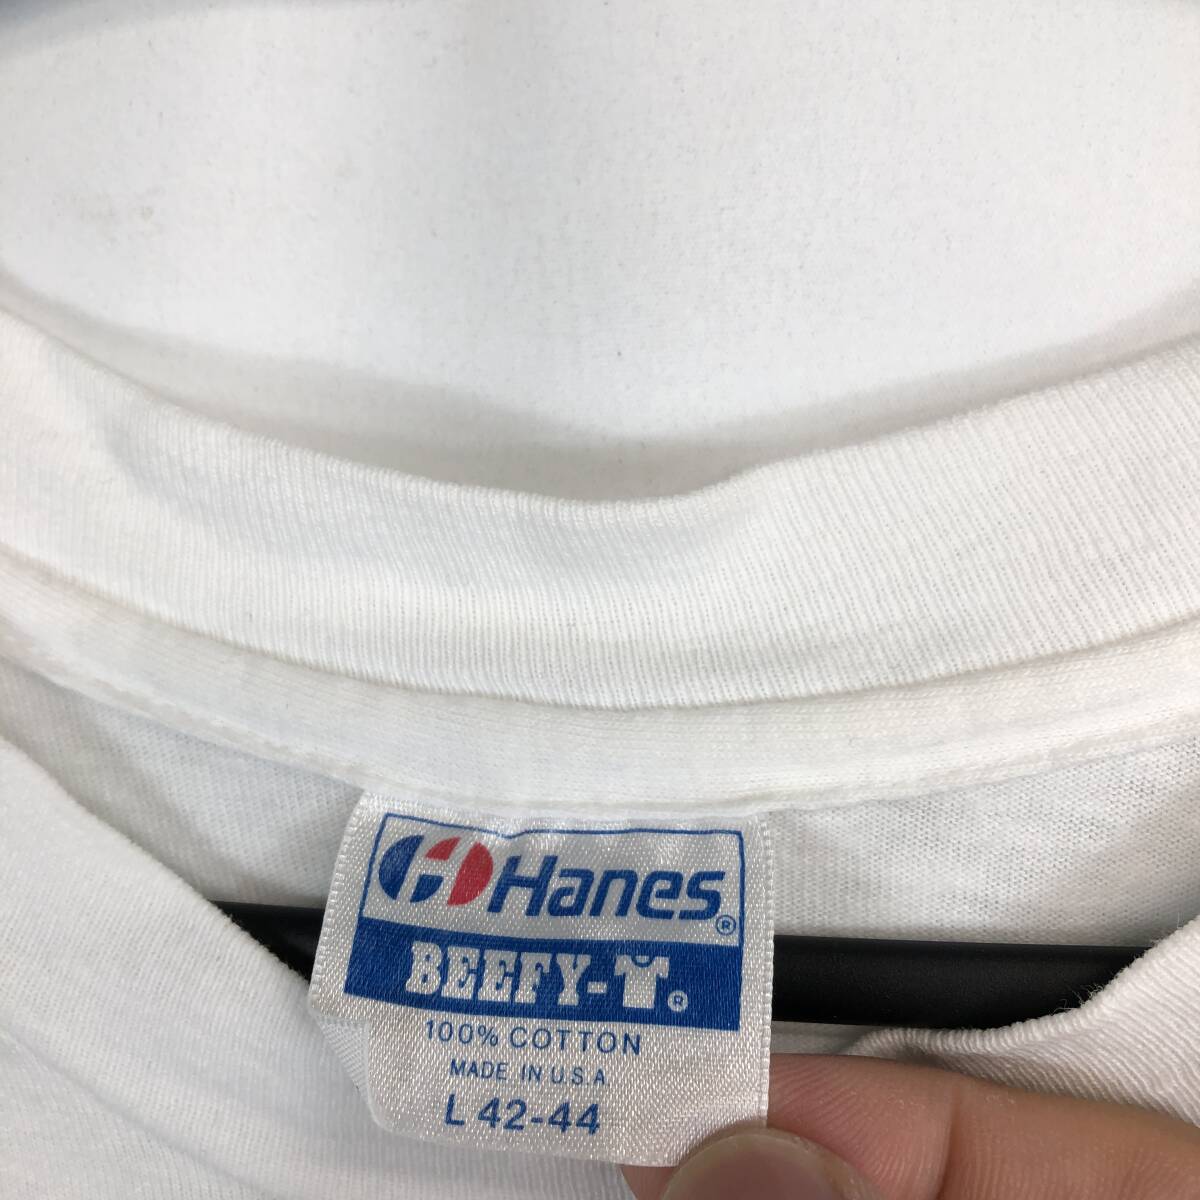 Hanes®
BEEFY-T®
100% COTTON
MADE IN U.S.A
L 42-44